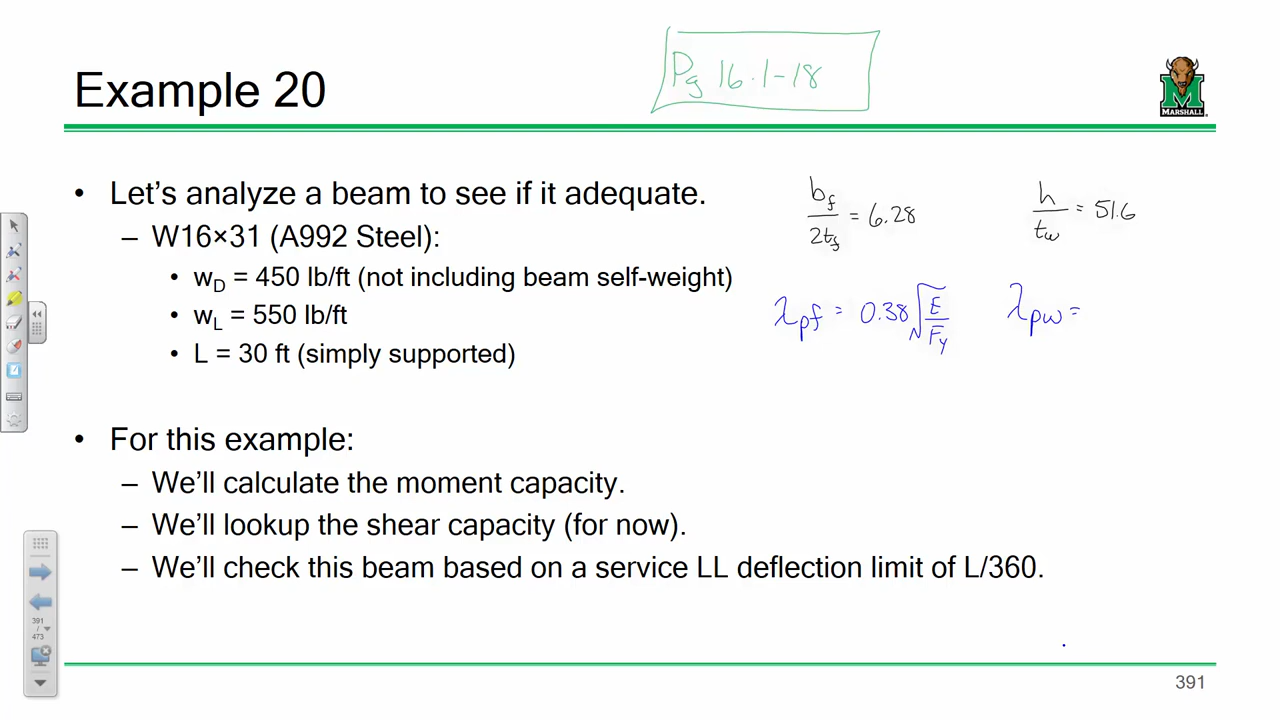 Pg 16.1-18
Example 20
MARSHALL
• Let's analyze a beam to see if it adequate.
– W16×31 (A992 Steel):
• wD = 450 lb/ft (not including beam self-weight)
• wL = 550 lb/ft
• L = 30 ft (simply supported)
bf/2tf = 6.28
h/tw = 51.6
λpf = 0.38√(E/Fy)
λpw =
• For this example:
– We'll calculate the moment capacity.
– We'll lookup the shear capacity (for now).
– We'll check this beam based on a service LL deflection limit of L/360.
391
/
473
391